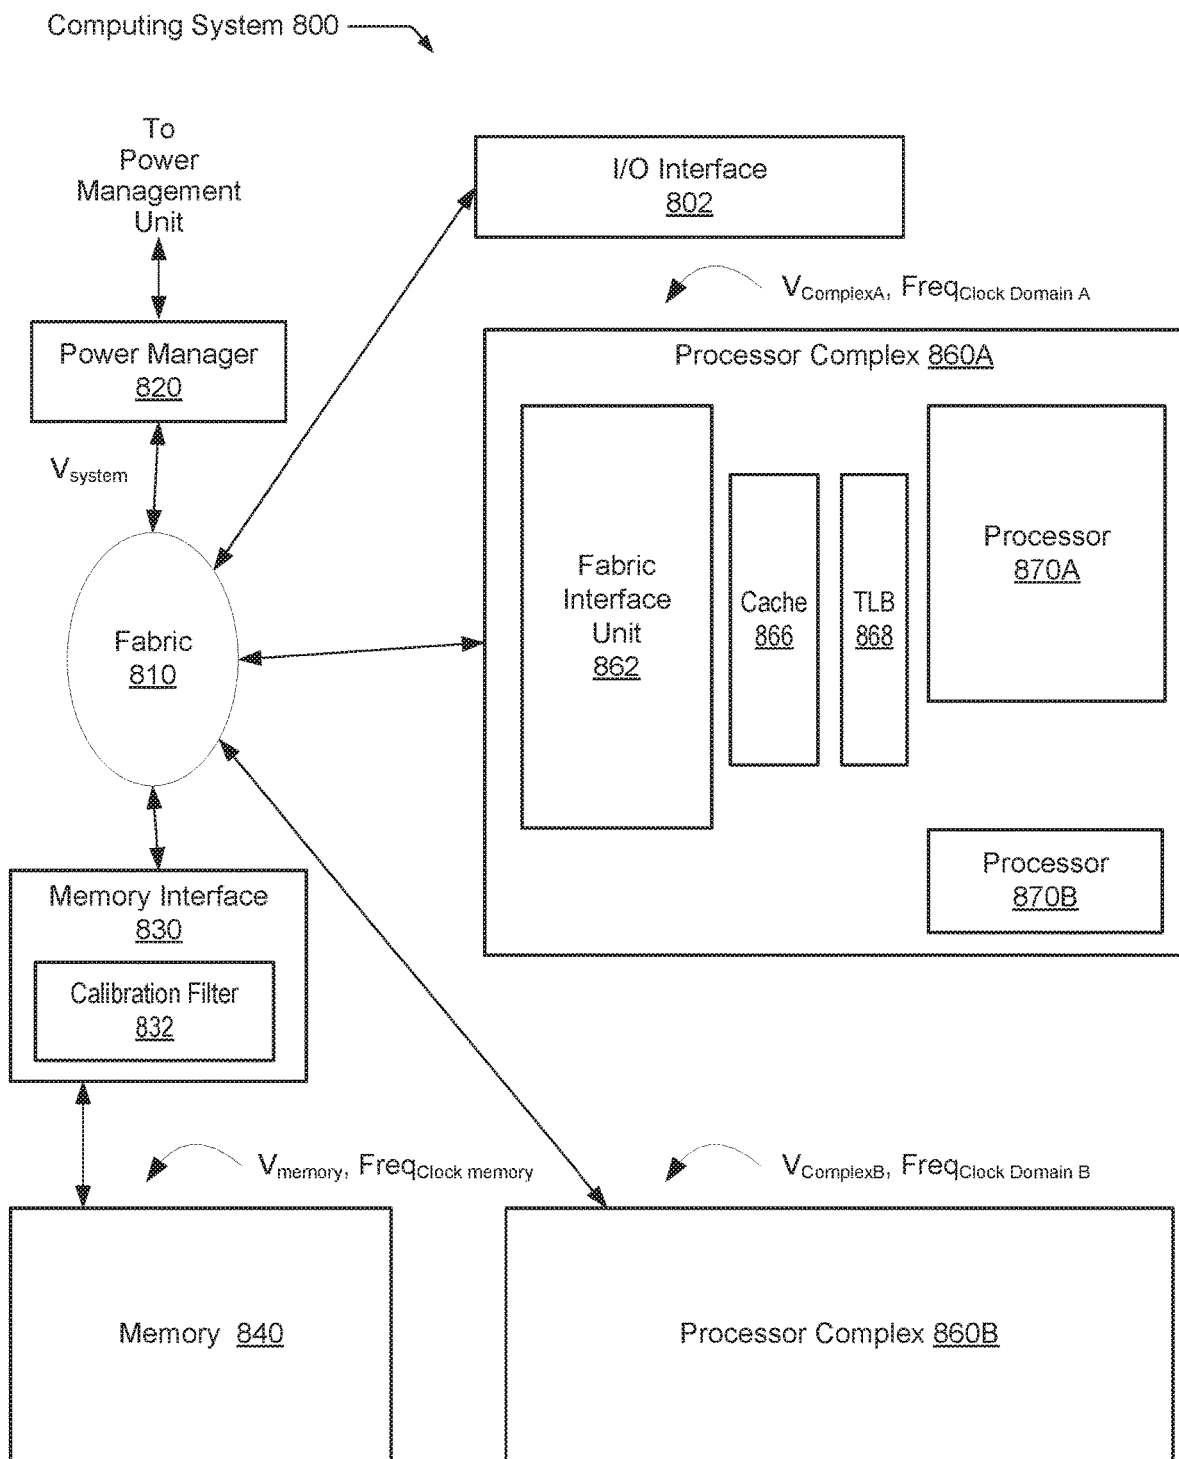 Computing System 800
To
Power
Management
Unit
I/O Interface
802
V_ComplexA, Freq_Clock Domain A
Power Manager
820
V_system
Processor Complex 860A
Fabric
Interface
Unit
862
Cache
866
TLB
868
Processor
870A
Fabric
810
Processor
870B
Memory Interface
830
Calibration Filter
832
V_memory, Freq_Clock memory
V_ComplexB, Freq_Clock Domain B
Memory 840
Processor Complex 860B